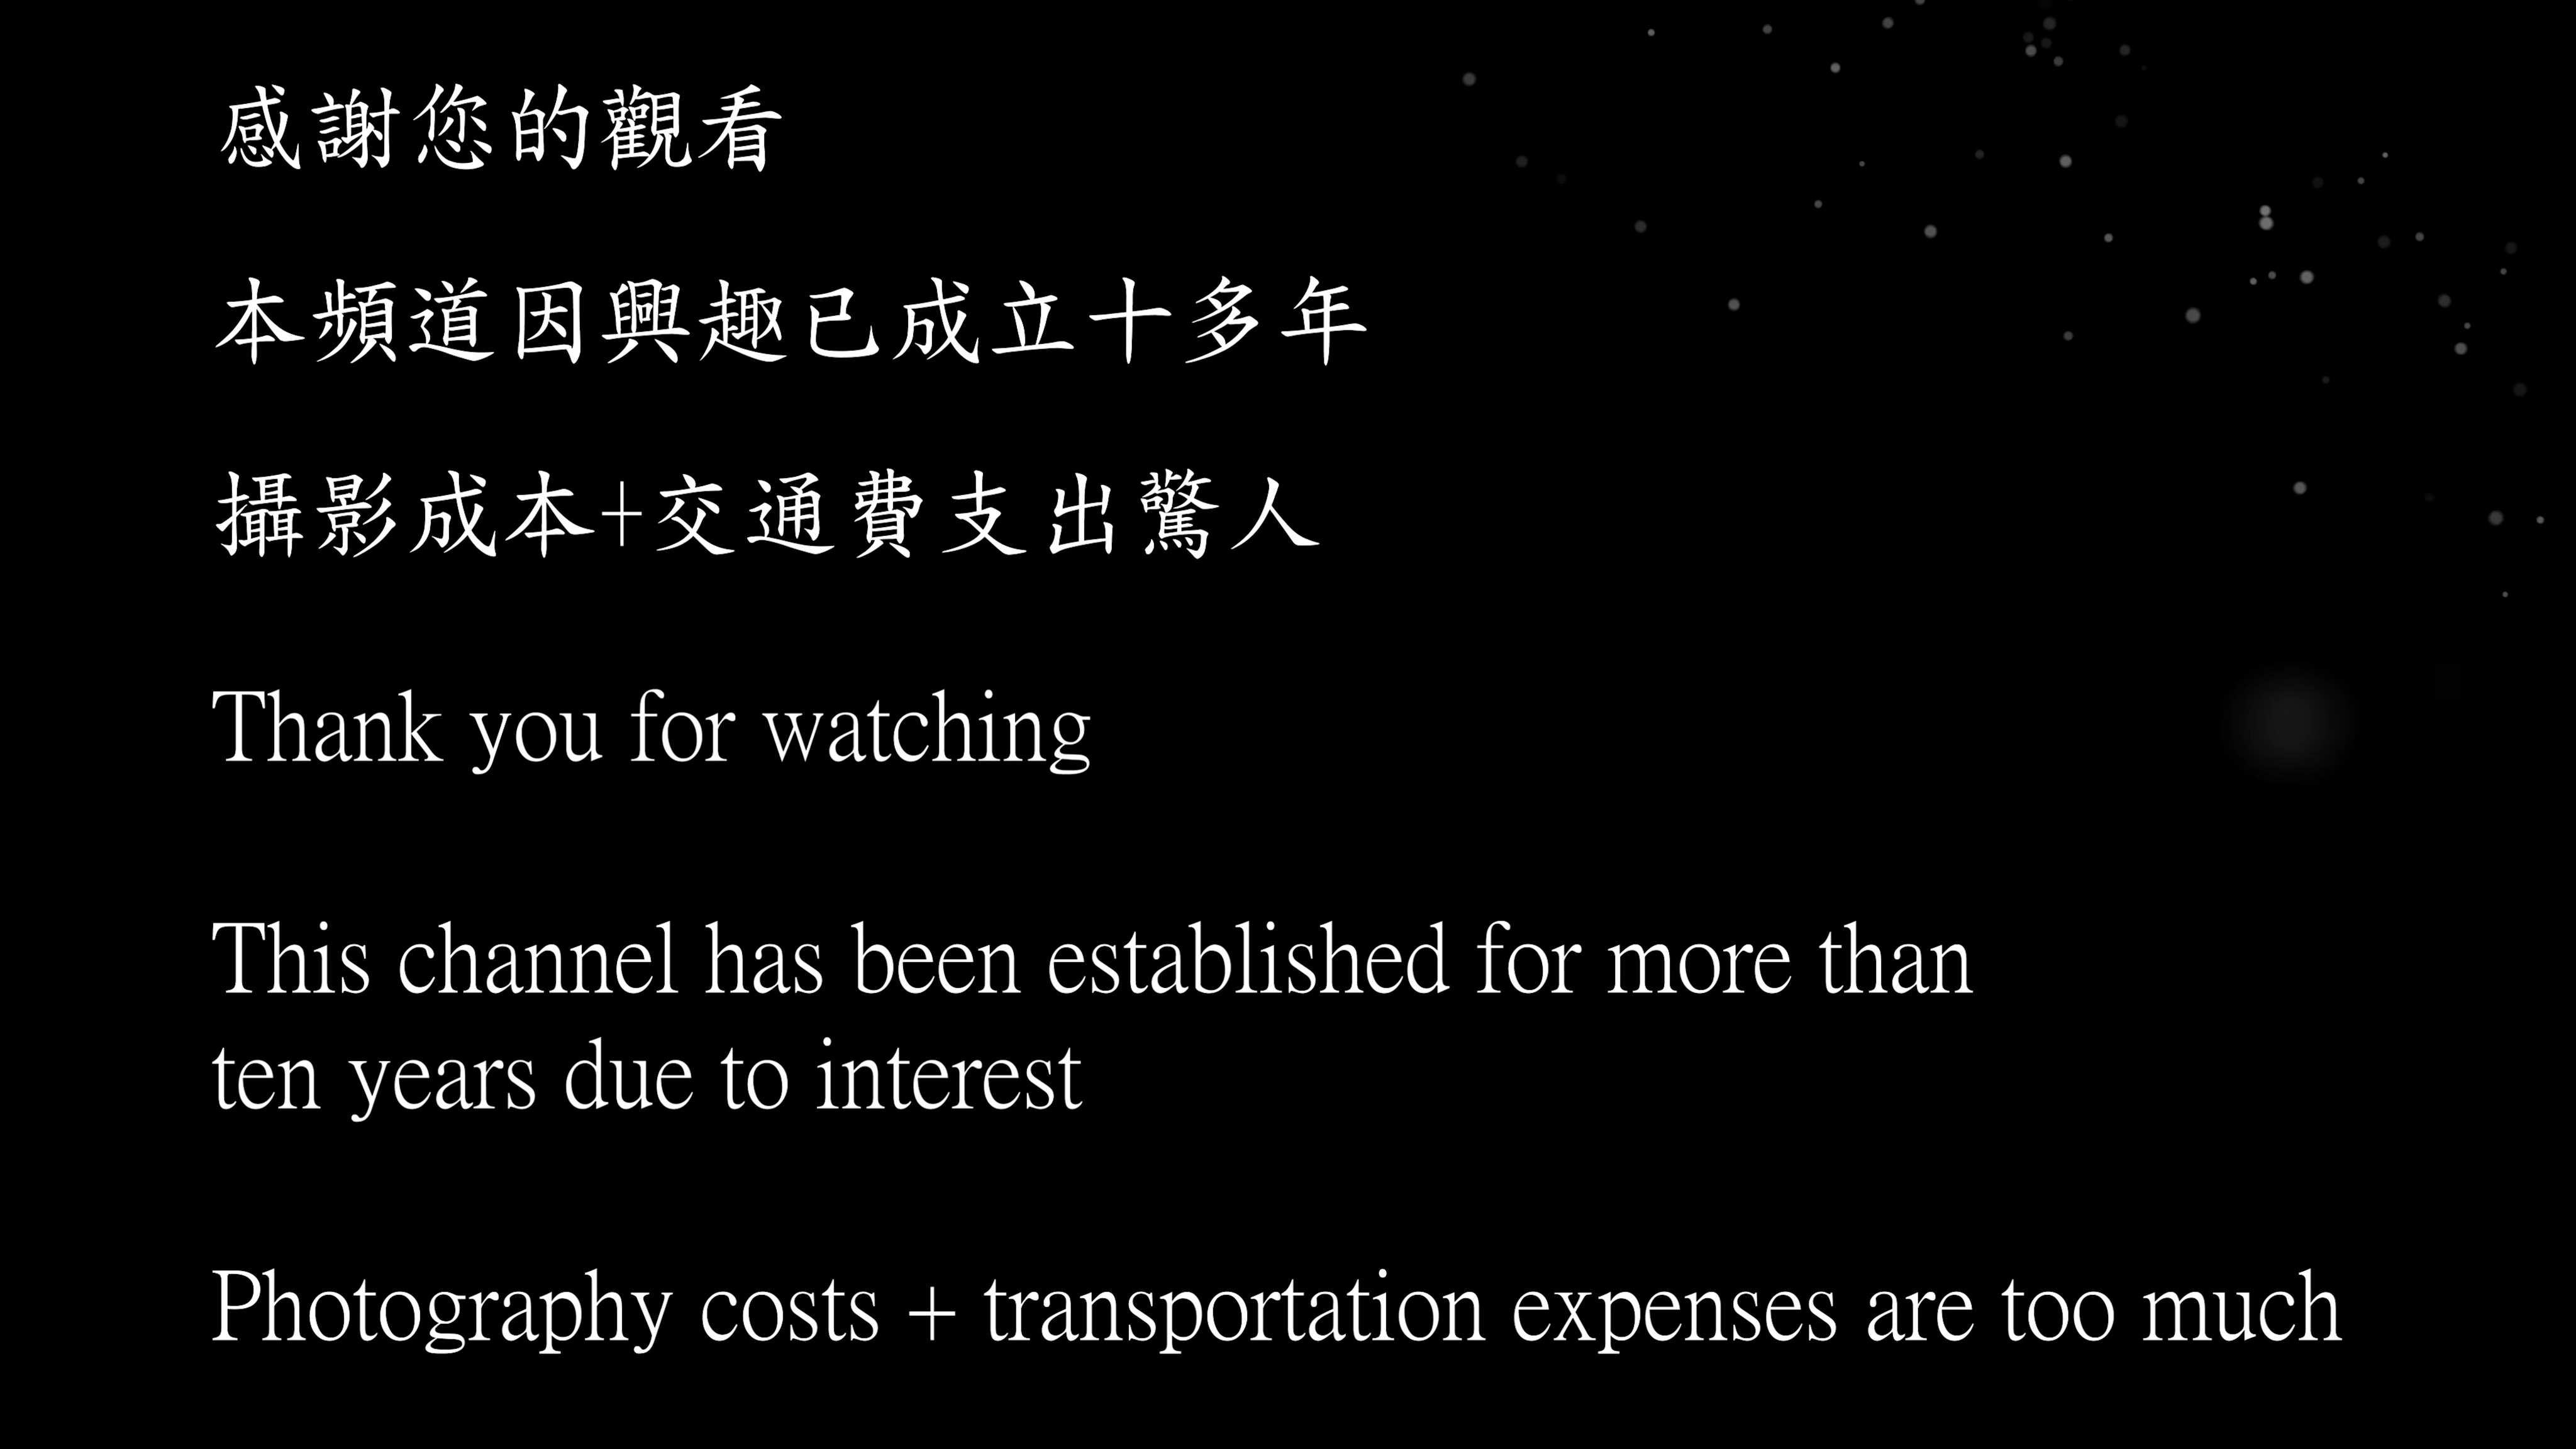 感謝您的觀看
本頻道因興趣已成立十多年
攝影成本+交通費支出驚人
Thank you for watching
This channel has been established for more than
ten years due to interest
Photography costs + transportation expenses are too much